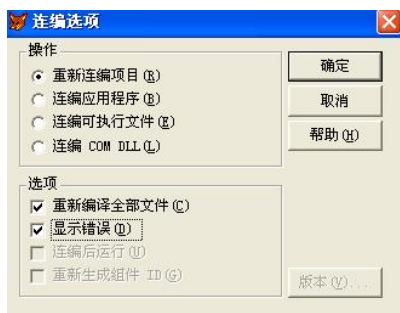 连编选项
操作
重新连编项目(R)
连编应用程序(B)
连编可执行文件(E)
连编 COM DLL(L)
确定
取消
帮助(H)
选项
重新编译全部文件(C)
显示错误(D)
连编后运行(U)
重新生成组件 ID(G)
版本(V)...